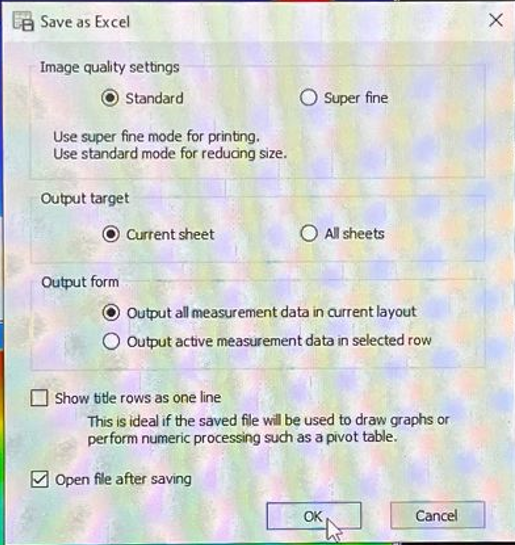 Save as Excel
Image quality settings
Standard
Super fine
Use super fine mode for printing.
Use standard mode for reducing size.
Output target
Current sheet
All sheets
Output form
Output all measurement data in current layout
Output active measurement data in selected row
Show title rows as one line
This is ideal if the saved file will be used to draw graphs or
perform numeric processing such as a pivot table.
Open file after saving
OK
Cancel